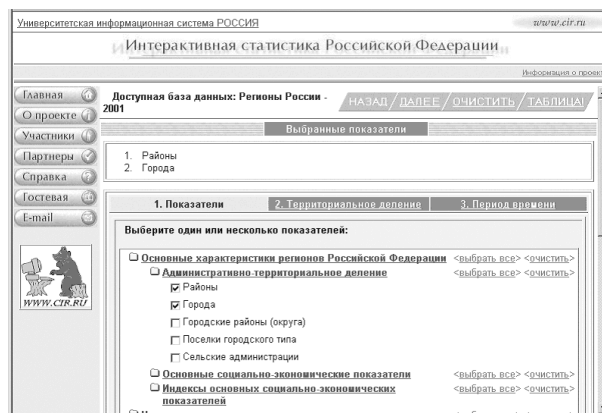 Университетская информационная система РОССИЯ
www.cir.ru
Интерактивная статистика Российской Федерации
Информация о проект
Главная
О проекте
Участники
Партнеры
Справка
Гостевая
E-mail
WWW.CIR.RU
Доступная база данных: Регионы России -
2001
НАЗАД/ДАЛЕЕ/ОЧИСТИТЬ/ТАБЛИЦА!
Выбранные показатели
1. Районы
2. Города
1. Показатели
2. Территориальное деление
3. Период времени
Выберите один или несколько показателей:
Основные характеристики регионов Российской Федерации <выбрать все> <очистить>
Административно-территориальное деление <выбрать все> <очистить>
Районы
Города
Городские районы (округа)
Поселки городского типа
Сельские администрации
Основные социально-экономические показатели <выбрать все> <очистить>
Индексы основных социально-экономических <выбрать все> <очистить>
показателей